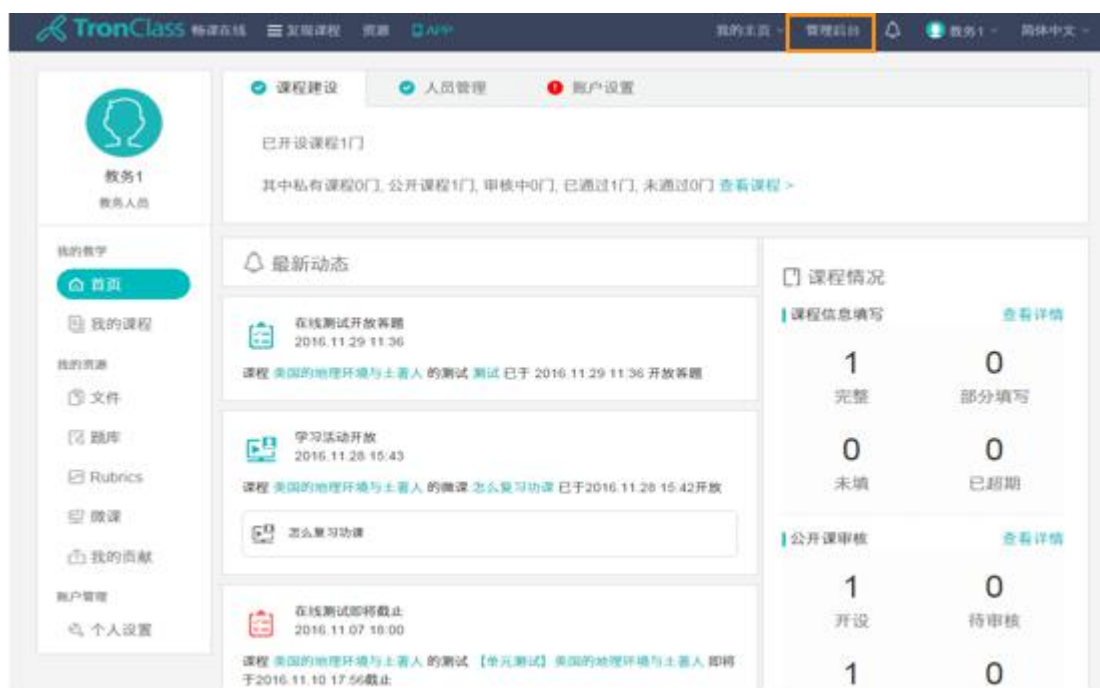 TronClass 畅课在线 发现课程 资源 APP 我的主页 管理后台 教务1 简体中文
教务1
教务人员
我的教学
首页
我的课程
我的资源
文件
题库
Rubrics
微课
我的贡献
账户管理
个人设置
课程建设 人员管理 账户设置
已开设课程1门
其中私有课程0门, 公开课程1门, 审核中0门, 已通过1门, 未通过0门 查看课程 >
最新动态
在线测试开放答题
2016.11.29 11:36
课程 美国的地理环境与土著人 的测试 测试 已于 2016.11.29 11:36 开放答题
学习活动开放
2016.11.28 15:43
课程 美国的地理环境与土著人 的微课 怎么复习功课 已于2016.11.28 15:42开放
怎么复习功课
在线测试即将截止
2016.11.07 18:00
课程 美国的地理环境与土著人 的测试 【单元测试】美国的地理环境与土著人 即将
于2016.11.10 17:56截止
课程情况
课程信息填写 查看详情
1 0
完整 部分填写
0 0
未填 已超期
公开课审核 查看详情
1 0
开设 待审核
1 0